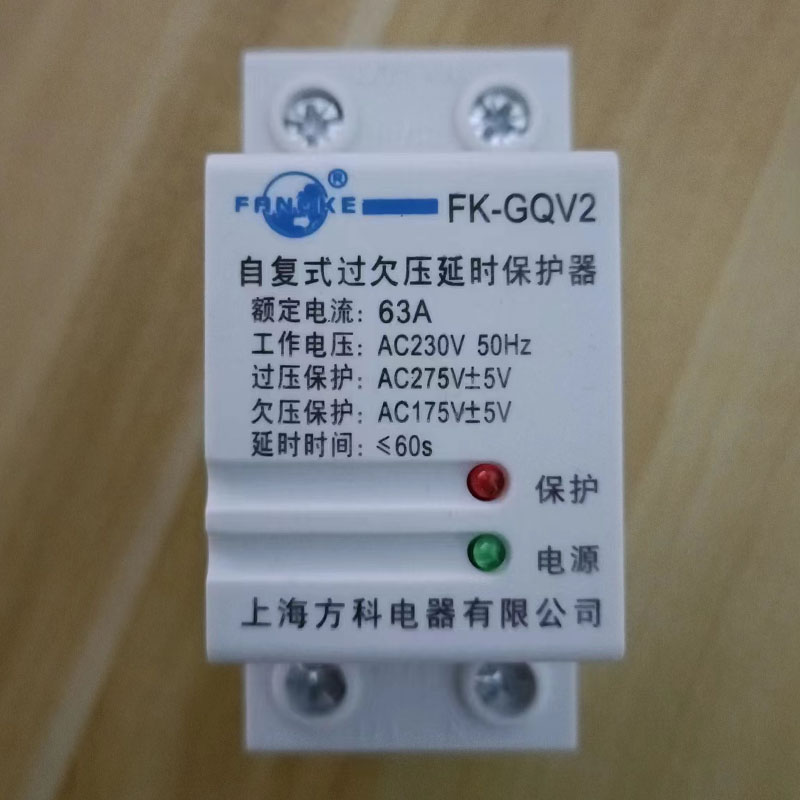 FANGKE® FK-GQV2
自复式过欠压延时保护器
额定电流: 63A
工作电压: AC230V 50Hz
过压保护: AC275V±5V
欠压保护: AC175V±5V
延时时间: ≤60s
保护
电源
上海方科电器有限公司